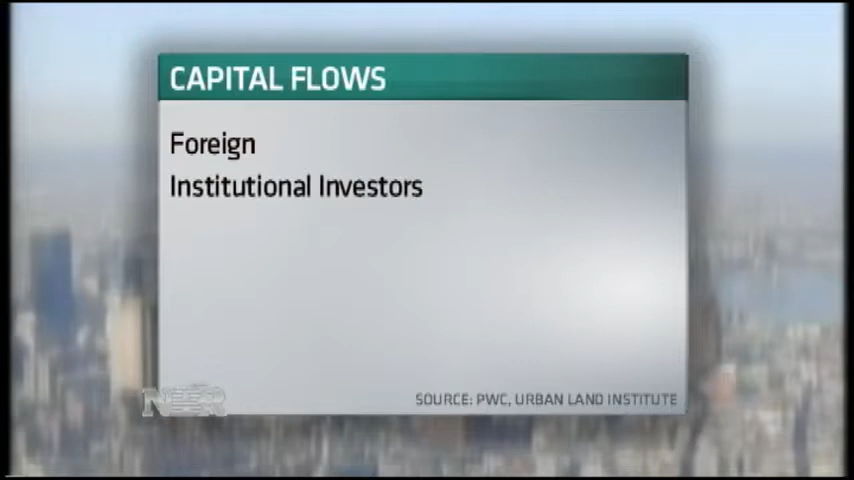 CAPITAL FLOWS
Foreign
Institutional Investors
SOURCE: PWC, URBAN LAND INSTITUTE